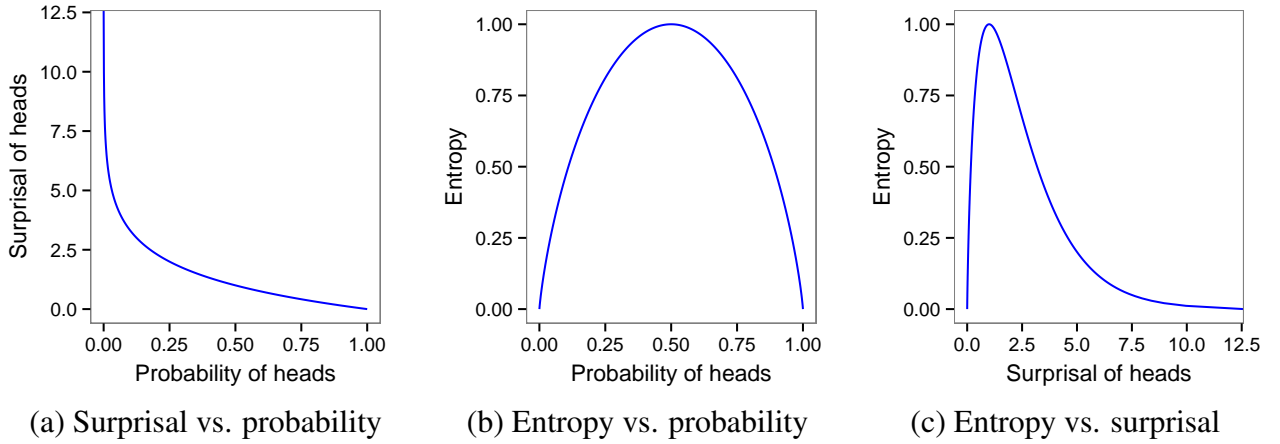 12.5
10.0
7.5
5.0
2.5
0.0
Surprisal of heads
0.00 0.25 0.50 0.75 1.00
Probability of heads
(a) Surprisal vs. probability
1.00
0.75
0.50
0.25
0.00
Entropy
0.00 0.25 0.50 0.75 1.00
Probability of heads
(b) Entropy vs. probability
1.00
0.75
0.50
0.25
0.00
Entropy
0.0 2.5 5.0 7.5 10.0 12.5
Surprisal of heads
(c) Entropy vs. surprisal